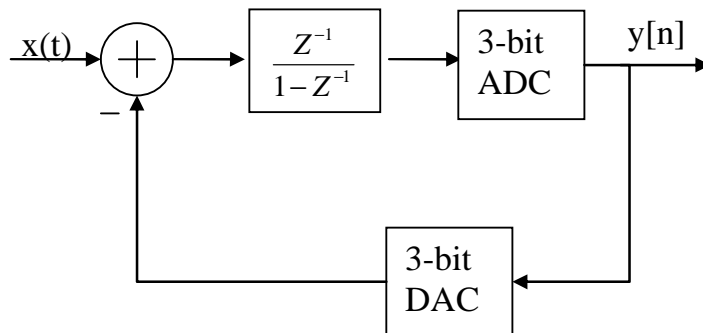 x(t)
Z^{-1}
1 - Z^{-1}
3-bit
ADC
y[n]
−
3-bit
DAC